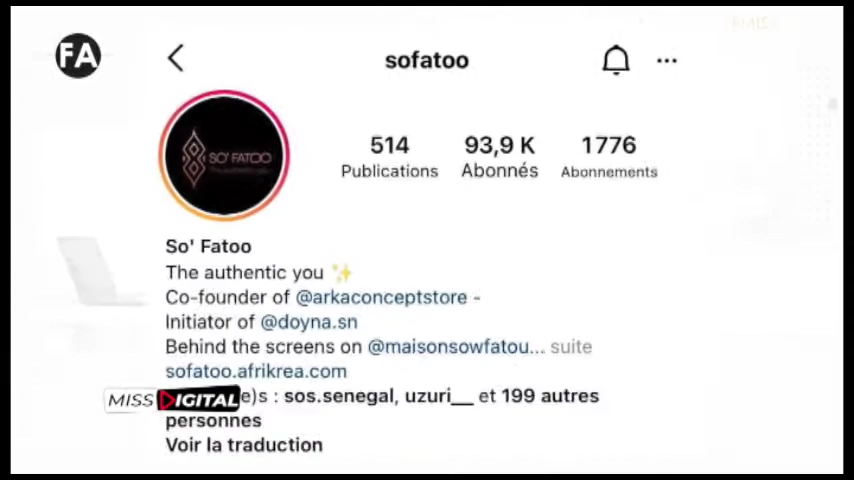 FA
sofatoo
514 93,9 K 1776
Publications Abonnés Abonnements
SO' FATOO
So' Fatoo
The authentic you ✨
Co-founder of @arkaconceptstore -
Initiator of @doyna.sn
Behind the screens on @maisonsowfatou... suite
sofatoo.afrikrea.com
MISS DIGITAL e)s : sos.senegal, uzuri__ et 199 autres
personnes
Voir la traduction